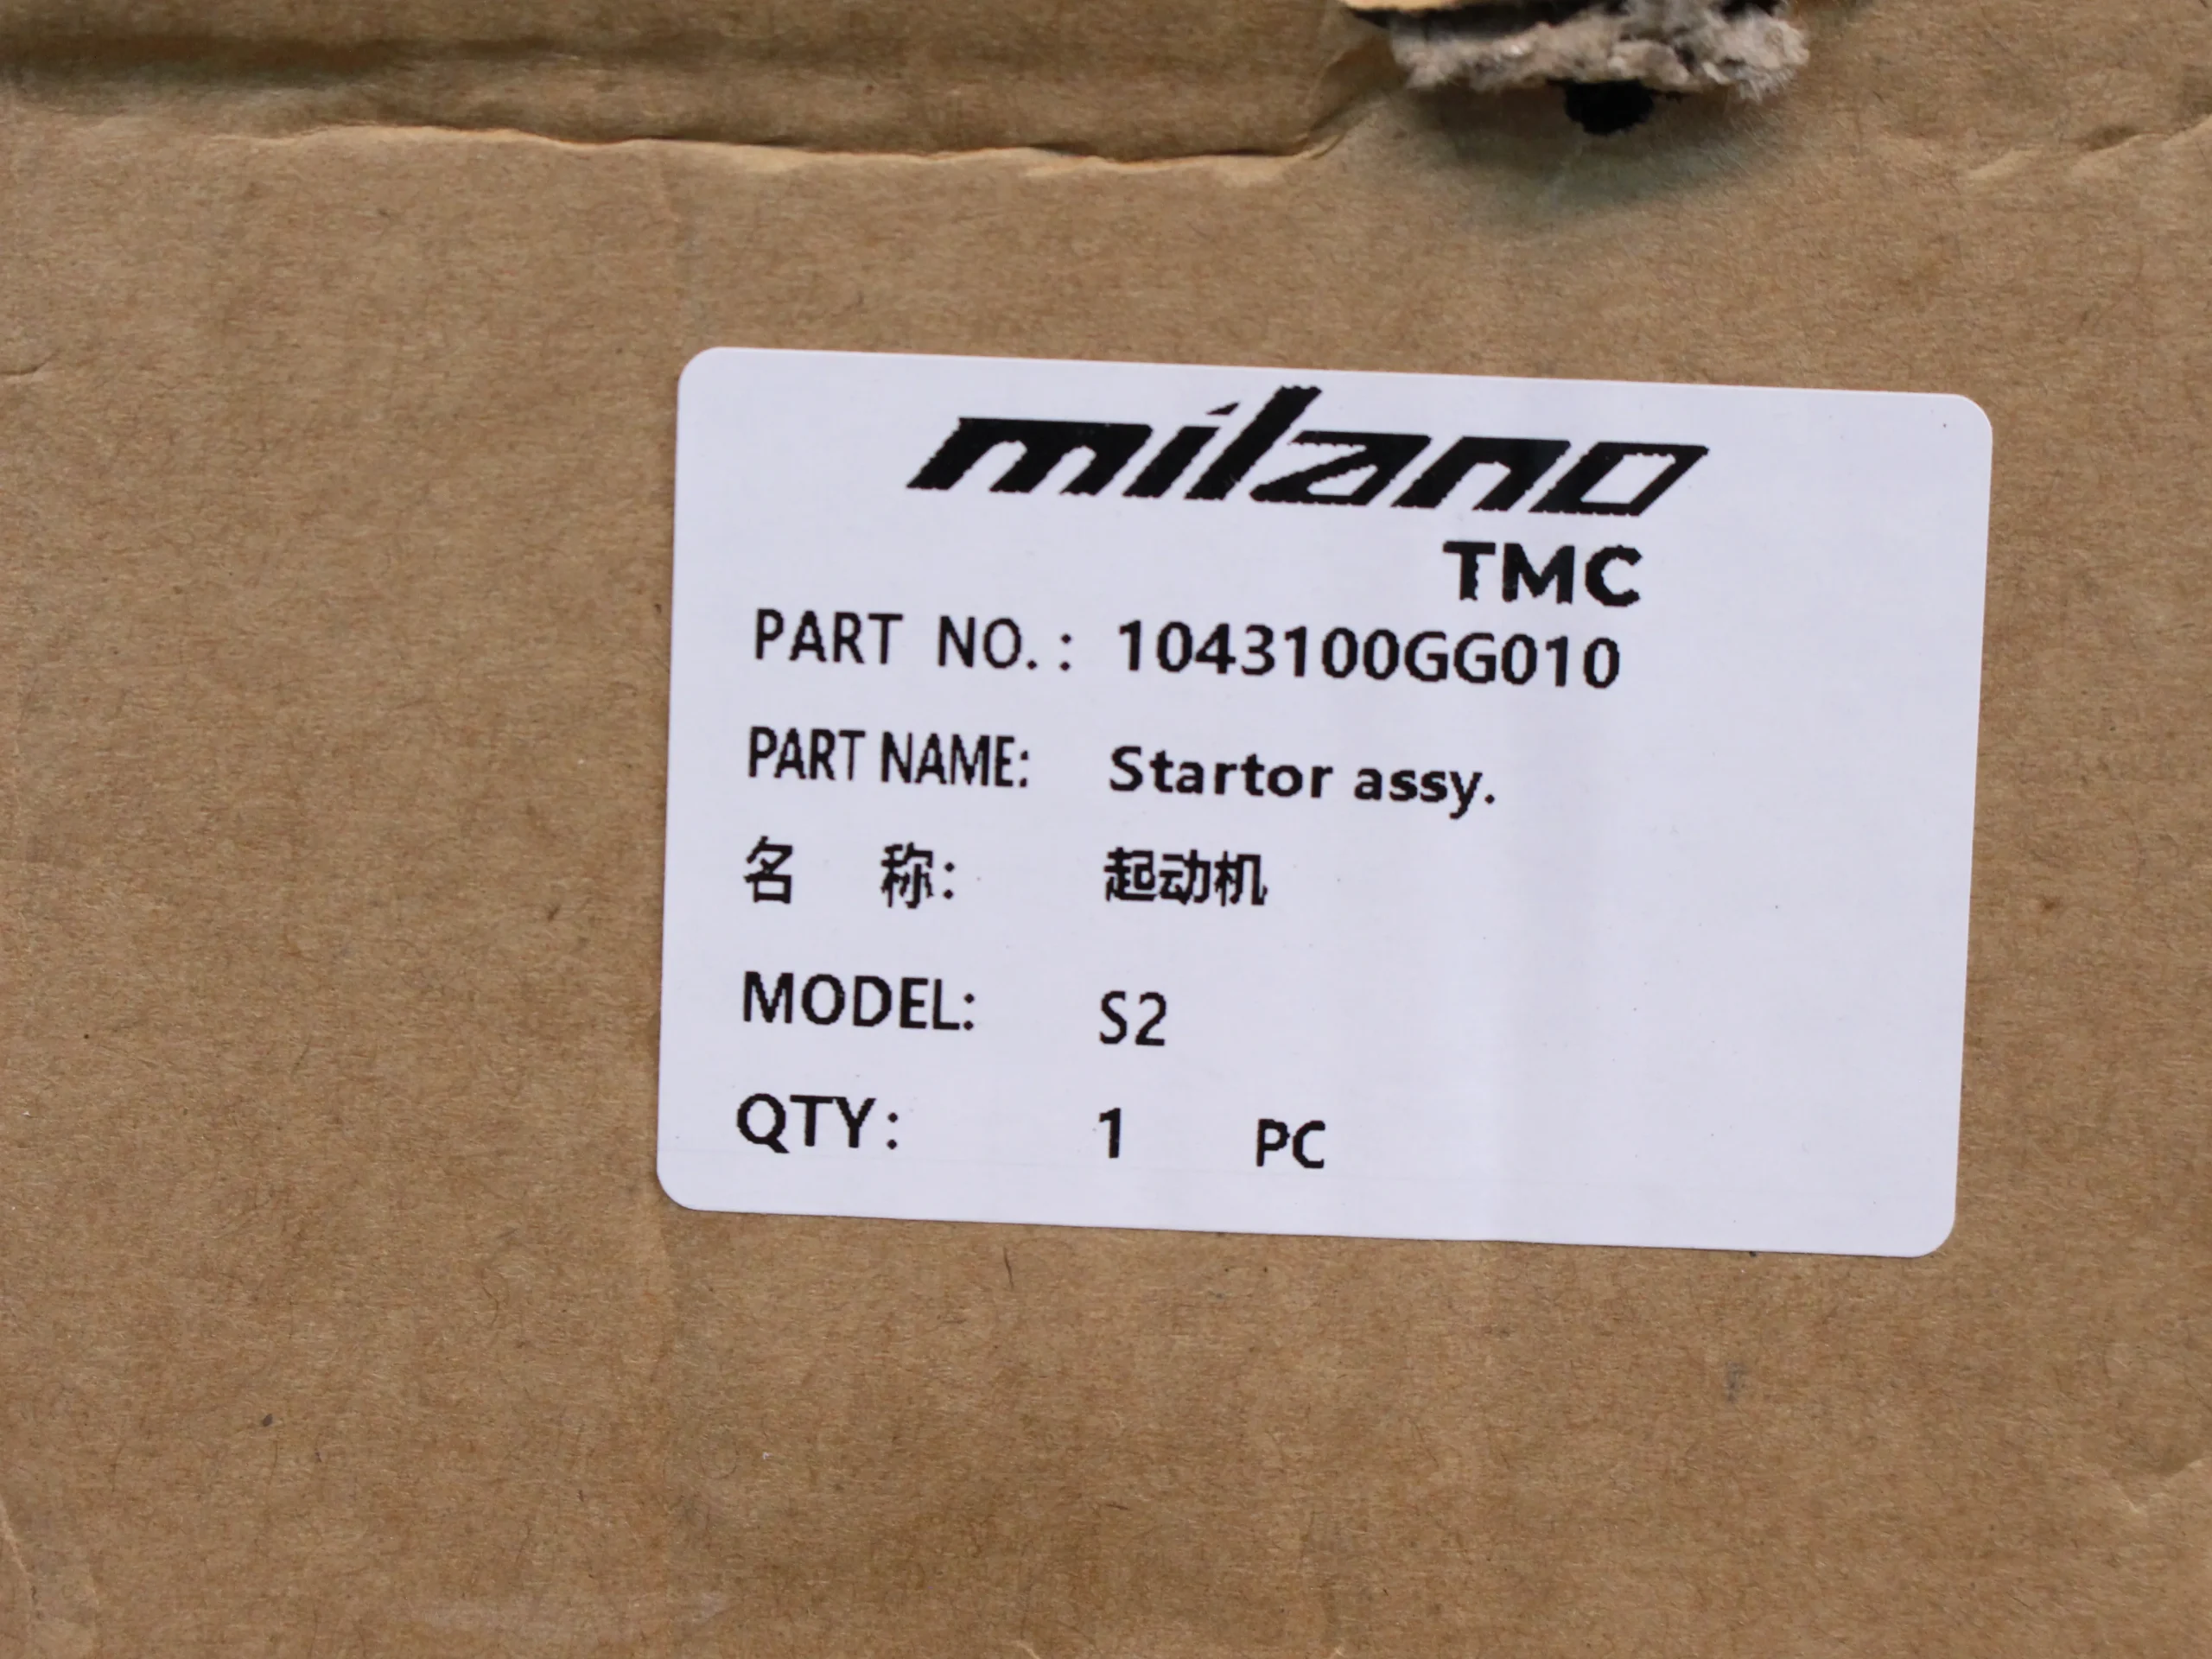 milano
TMC
PART NO.: 1043100GG010
PART NAME: Startor assy.
名 称: 起动机
MODEL: S2
QTY: 1 PC